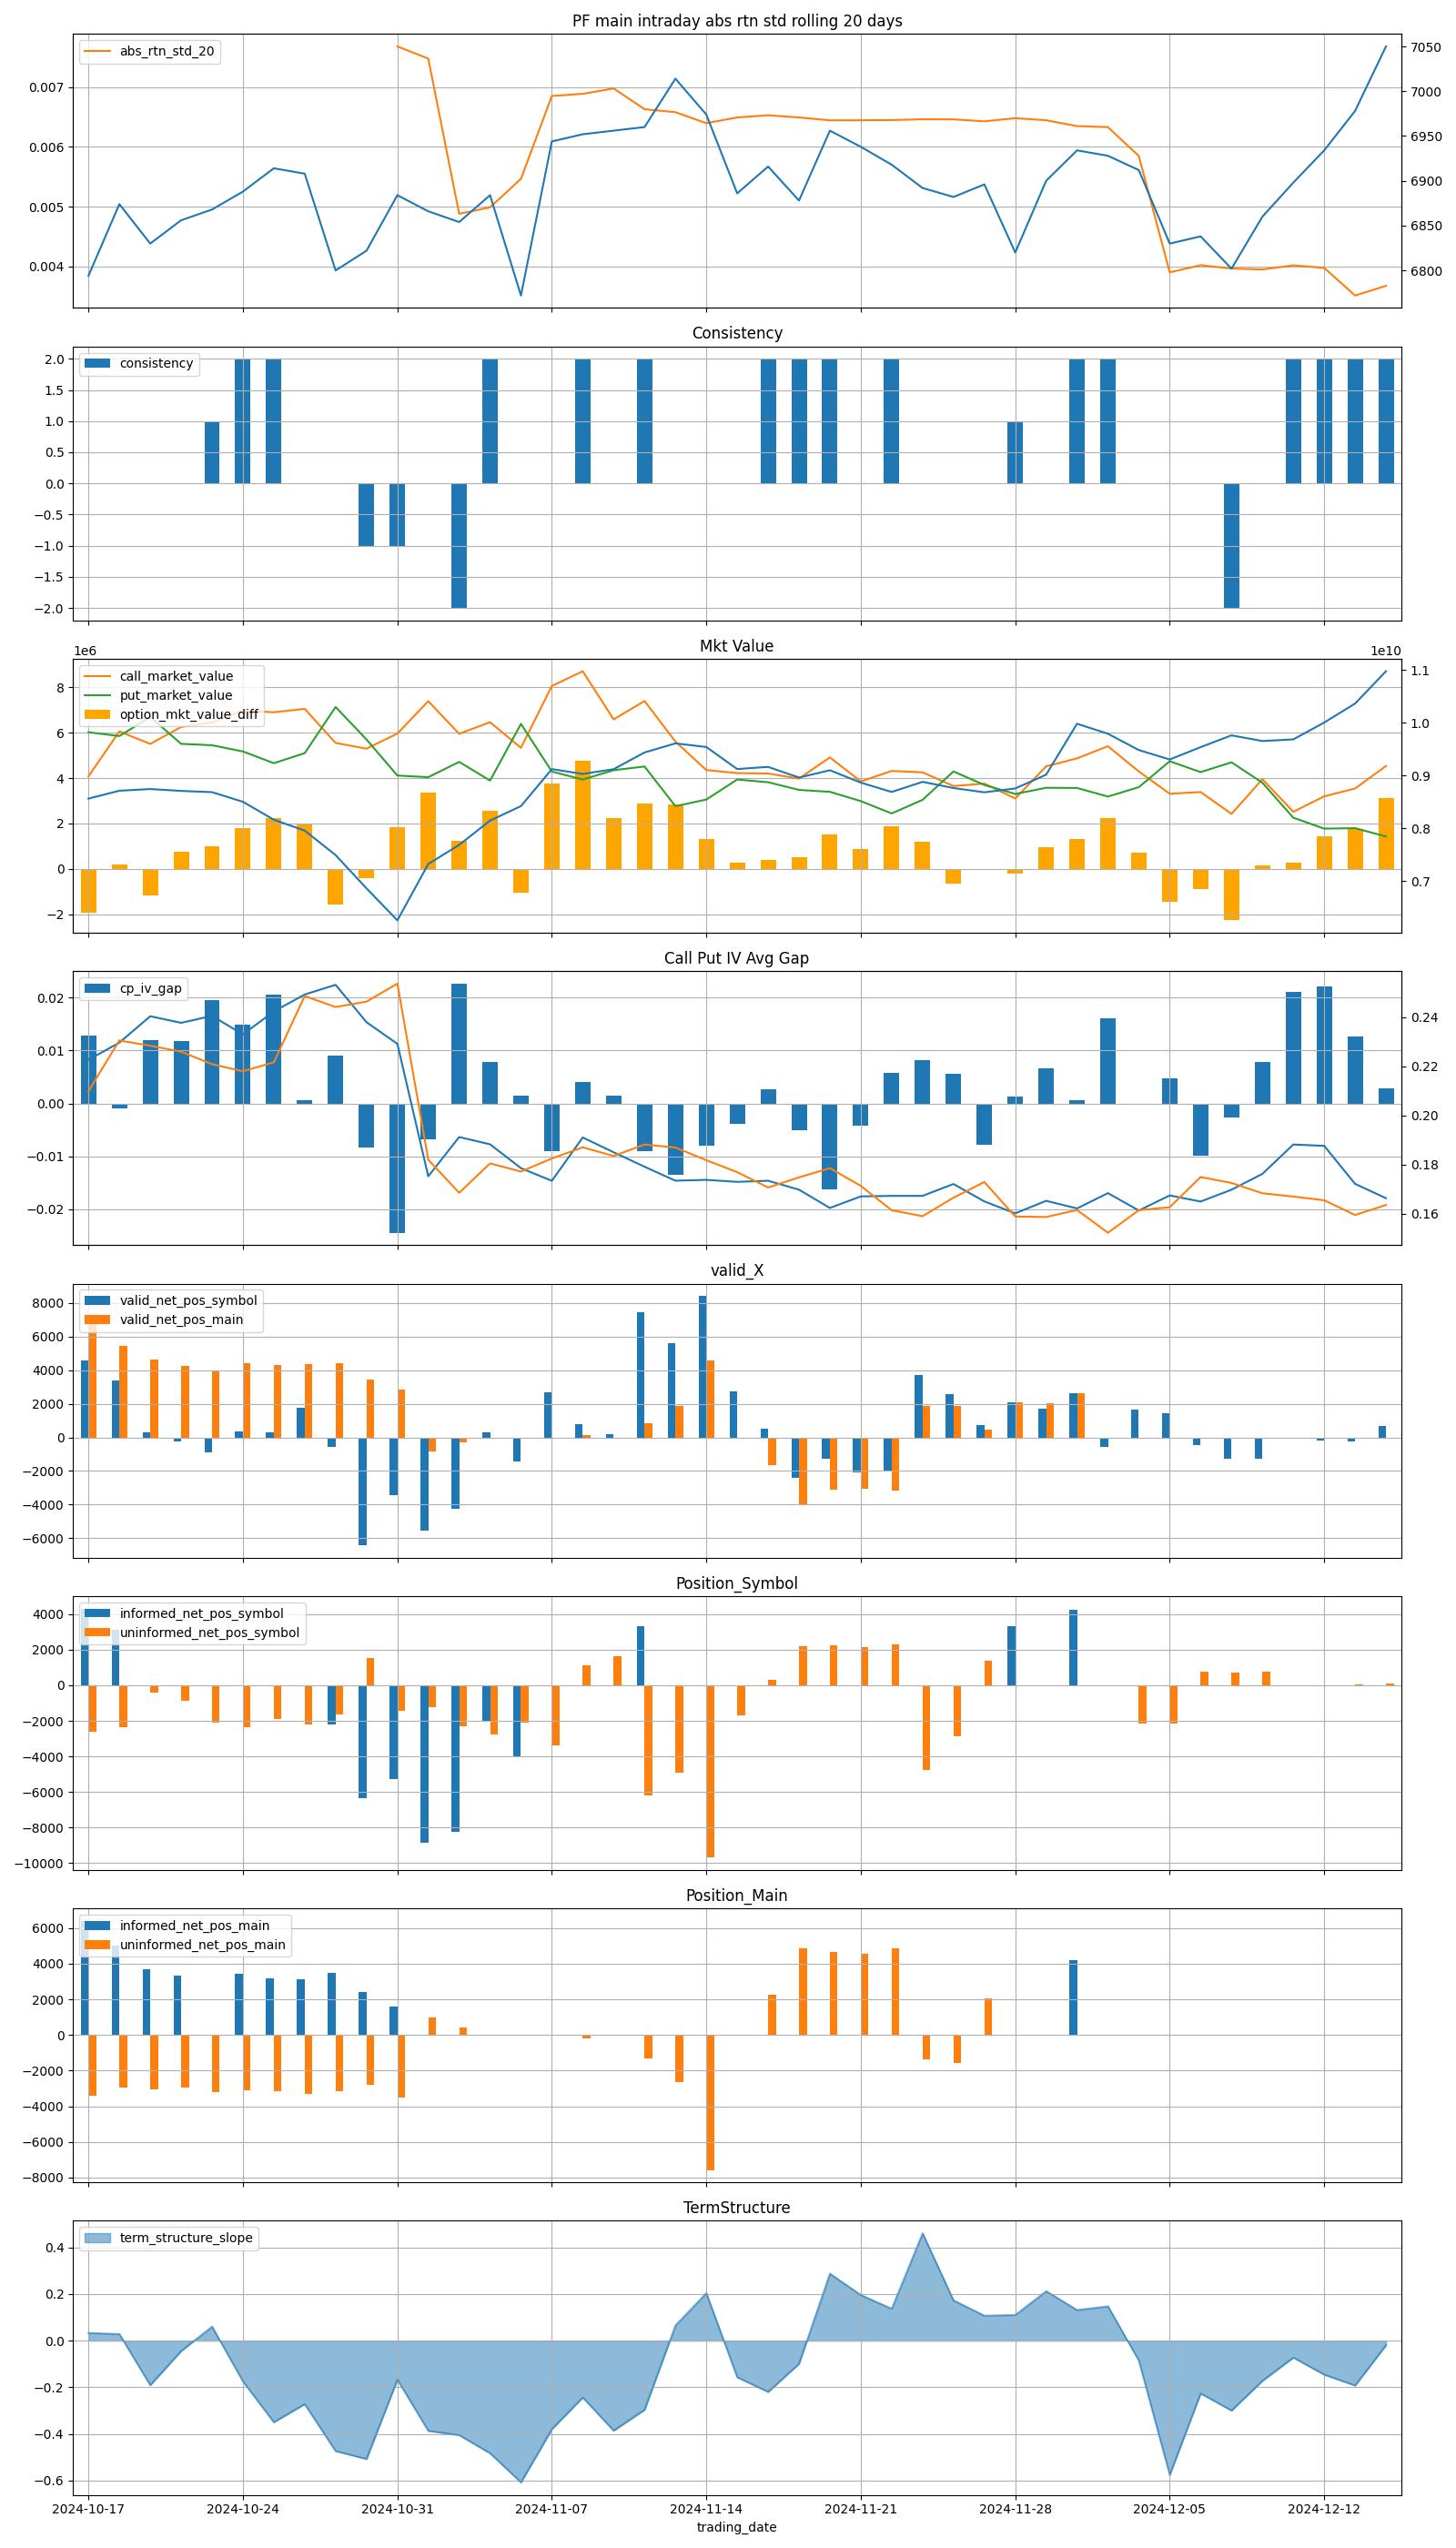 PF main intraday abs rtn std rolling 20 days
abs_rtn_std_20
0.007
0.006
0.005
0.004
7050
7000
6950
6900
6850
6800
Consistency
consistency
2.0
1.5
1.0
0.5
0.0
−0.5
−1.0
−1.5
−2.0
Mkt Value
1e6
1e10
call_market_value
put_market_value
option_mkt_value_diff
8
6
4
2
0
−2
1.1
1.0
0.9
0.8
0.7
Call Put IV Avg Gap
cp_iv_gap
0.02
0.01
0.00
−0.01
−0.02
0.24
0.22
0.20
0.18
0.16
valid_X
valid_net_pos_symbol
valid_net_pos_main
8000
6000
4000
2000
0
−2000
−4000
−6000
Position_Symbol
informed_net_pos_symbol
uninformed_net_pos_symbol
4000
2000
0
−2000
−4000
−6000
−8000
−10000
Position_Main
informed_net_pos_main
uninformed_net_pos_main
6000
4000
2000
0
−2000
−4000
−6000
−8000
TermStructure
term_structure_slope
0.4
0.2
0.0
−0.2
−0.4
−0.6
2024-10-17 2024-10-24 2024-10-31 2024-11-07 2024-11-14 2024-11-21 2024-11-28 2024-12-05 2024-12-12
trading_date